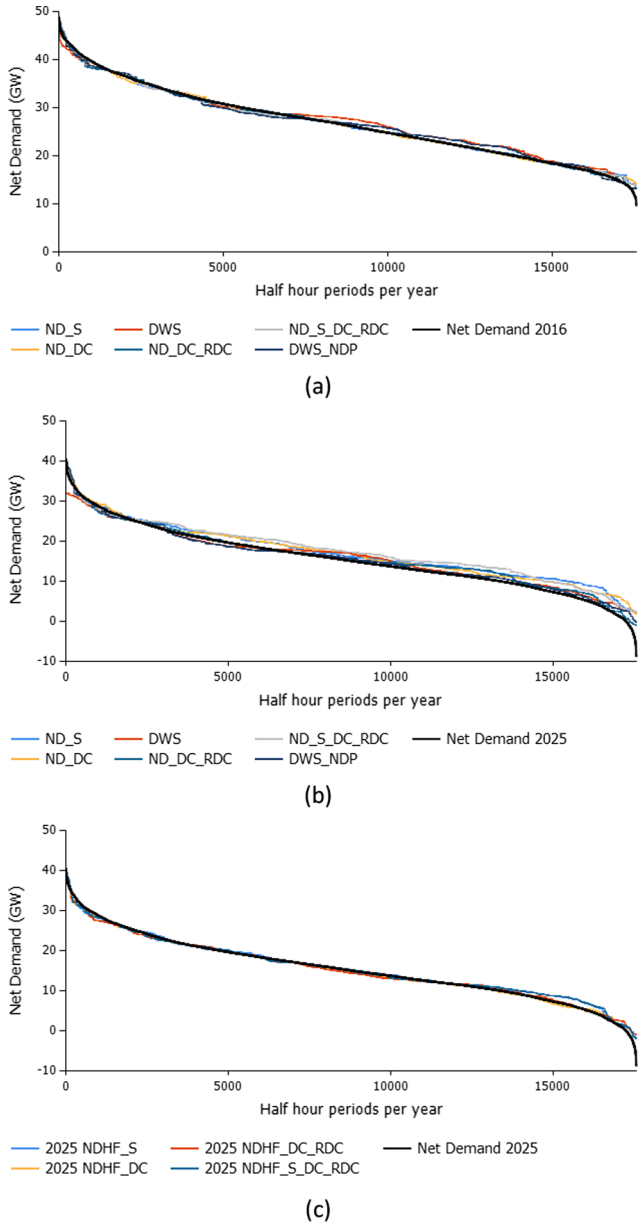 50
40
30
20
10
0
Net Demand (GW)
0 5000 10000 15000
Half hour periods per year
ND_S DWS ND_S_DC_RDC Net Demand 2016
ND_DC ND_DC_RDC DWS_NDP
(a)
50
40
30
20
10
0
-10
Net Demand (GW)
0 5000 10000 15000
Half hour periods per year
ND_S DWS ND_S_DC_RDC Net Demand 2025
ND_DC ND_DC_RDC DWS_NDP
(b)
50
40
30
20
10
0
-10
Net Demand (GW)
0 5000 10000 15000
Half hour periods per year
2025 NDHF_S 2025 NDHF_DC_RDC Net Demand 2025
2025 NDHF_DC 2025 NDHF_S_DC_RDC
(c)